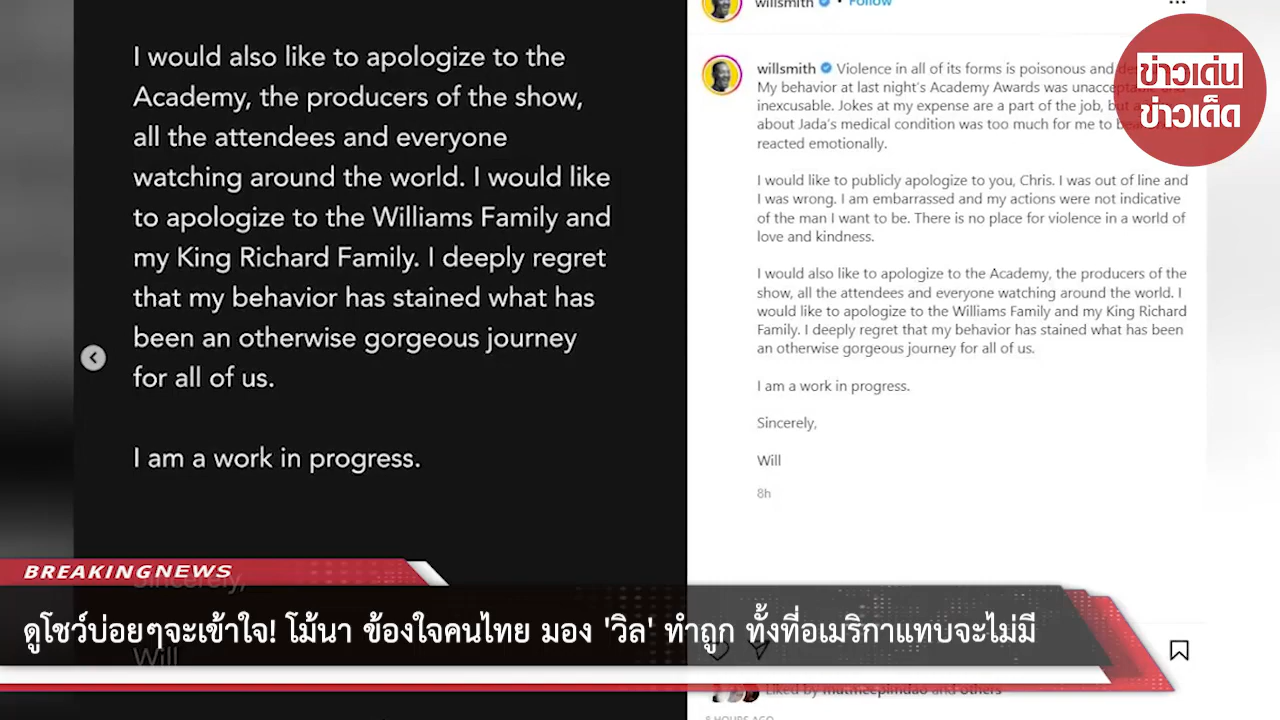 I would also like to apologize to the
Academy, the producers of the show,
all the attendees and everyone
watching around the world. I would like
to apologize to the Williams Family and
my King Richard Family. I deeply regret
that my behavior has stained what has
been an otherwise gorgeous journey
for all of us.
I am a work in progress.
Sincerely,
Will
willsmith • Follow
willsmith Violence in all of its forms is poisonous and
My behavior at last night's Academy Awards was unacceptable and
inexcusable. Jokes at my expense are a part of the job, but
about Jada's medical condition was too much for me to
reacted emotionally.
I would like to publicly apologize to you, Chris. I was out of line and
I was wrong. I am embarrassed and my actions were not indicative
of the man I want to be. There is no place for violence in a world of
love and kindness.
I would also like to apologize to the Academy, the producers of the
show, all the attendees and everyone watching around the world. I
would like to apologize to the Williams Family and my King Richard
Family. I deeply regret that my behavior has stained what has been
an otherwise gorgeous journey for all of us.
I am a work in progress.
Sincerely,
Will
8h
Liked by and others
8 HOURS AGO
ข่าวเด่น
ข่าวเด็ด
BREAKINGNEWS
ดูโชว์บ่อยๆจะเข้าใจ! โม้นา ข้องใจคนไทย มอง 'วิล' ทำถูก ทั้งที่อเมริกาแทบจะไม่มี